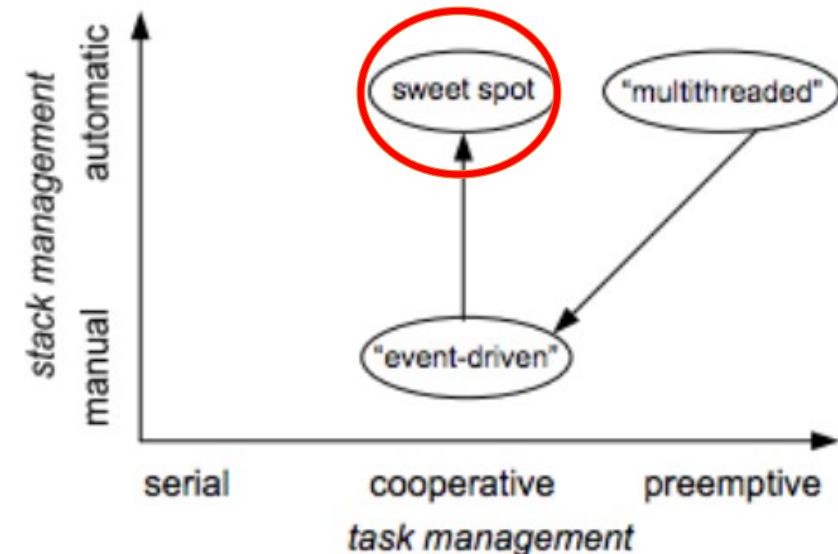 stack management
automatic
manual
sweet spot
"multithreaded"
"event-driven"
serial
cooperative
preemptive
task management